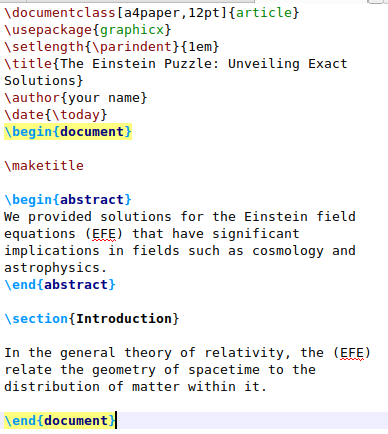 \documentclass[a4paper,12pt]{article}
\usepackage{graphicx}
\setlength{\parindent}{1em}
\title{The Einstein Puzzle: Unveiling Exact
Solutions}
\author{your name}
\date{\today}
\begin{document}
\maketitle
\begin{abstract}
We provided solutions for the Einstein field
equations (EFE) that have significant
implications in fields such as cosmology and
astrophysics.
\end{abstract}
\section{Introduction}
In the general theory of relativity, the (EFE)
relate the geometry of spacetime to the
distribution of matter within it.
\end{document}